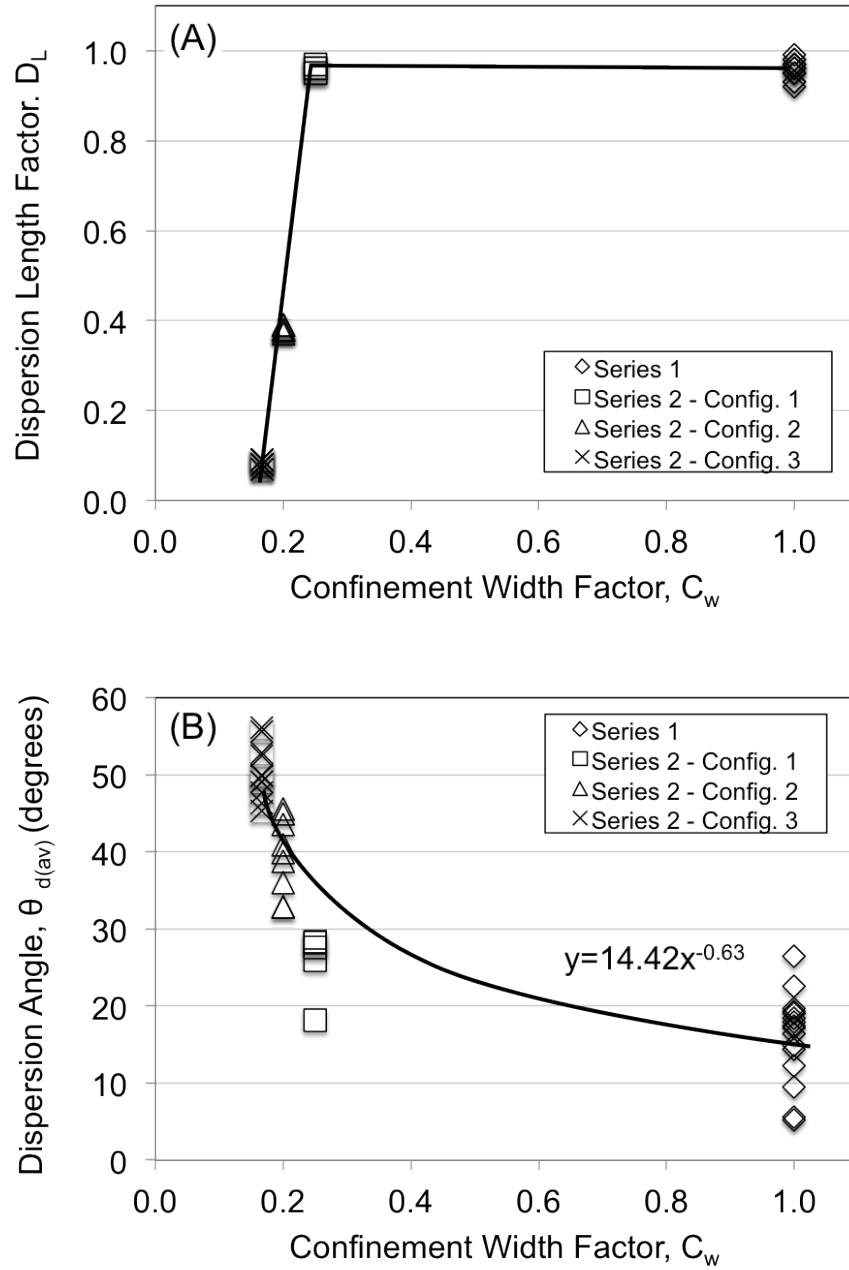 (A)
Dispersion Length Factor. D_L
1.0
0.8
0.6
0.4
0.2
0.0
Series 1
Series 2 - Config. 1
Series 2 - Config. 2
Series 2 - Config. 3
0.0 0.2 0.4 0.6 0.8 1.0
Confinement Width Factor, C_w
(B)
Dispersion Angle, θ_d(av) (degrees)
60
50
40
30
20
10
0
Series 1
Series 2 - Config. 1
Series 2 - Config. 2
Series 2 - Config. 3
y=14.42x^-0.63
0.0 0.2 0.4 0.6 0.8 1.0
Confinement Width Factor, C_w